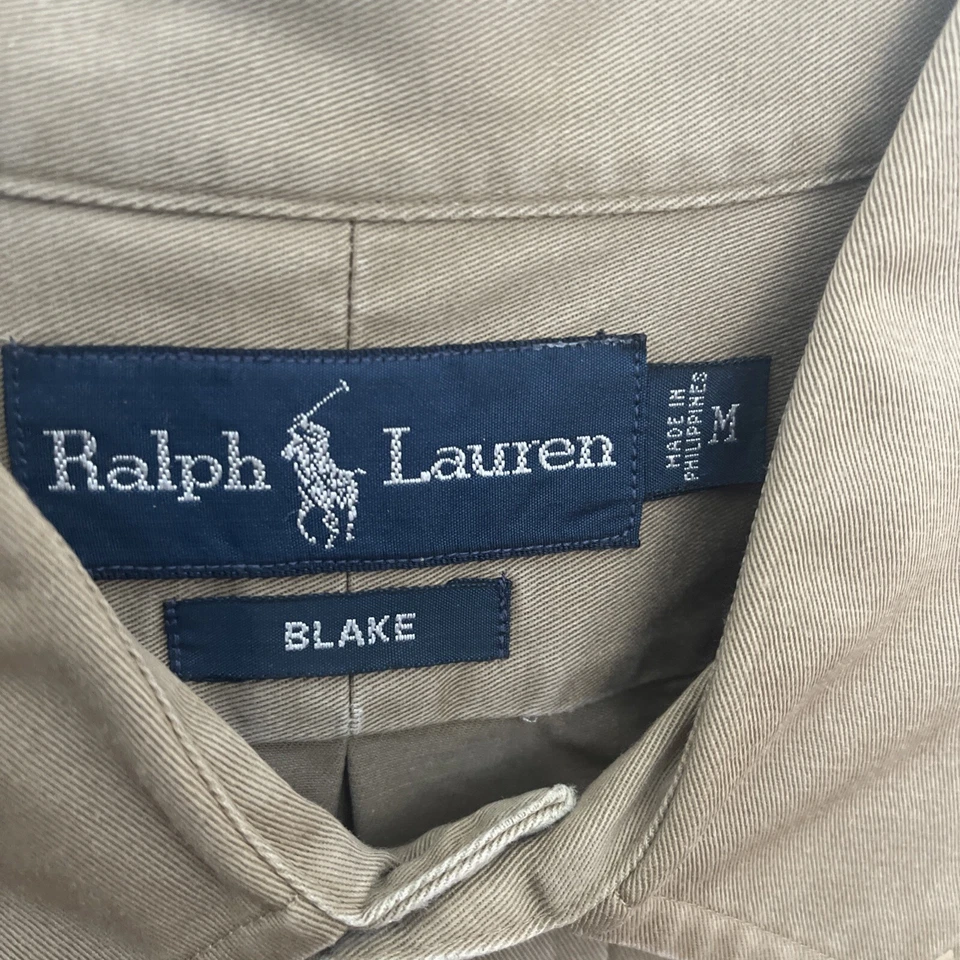 Ralph Lauren
MADE IN
PHILIPPINES
M
BLAKE